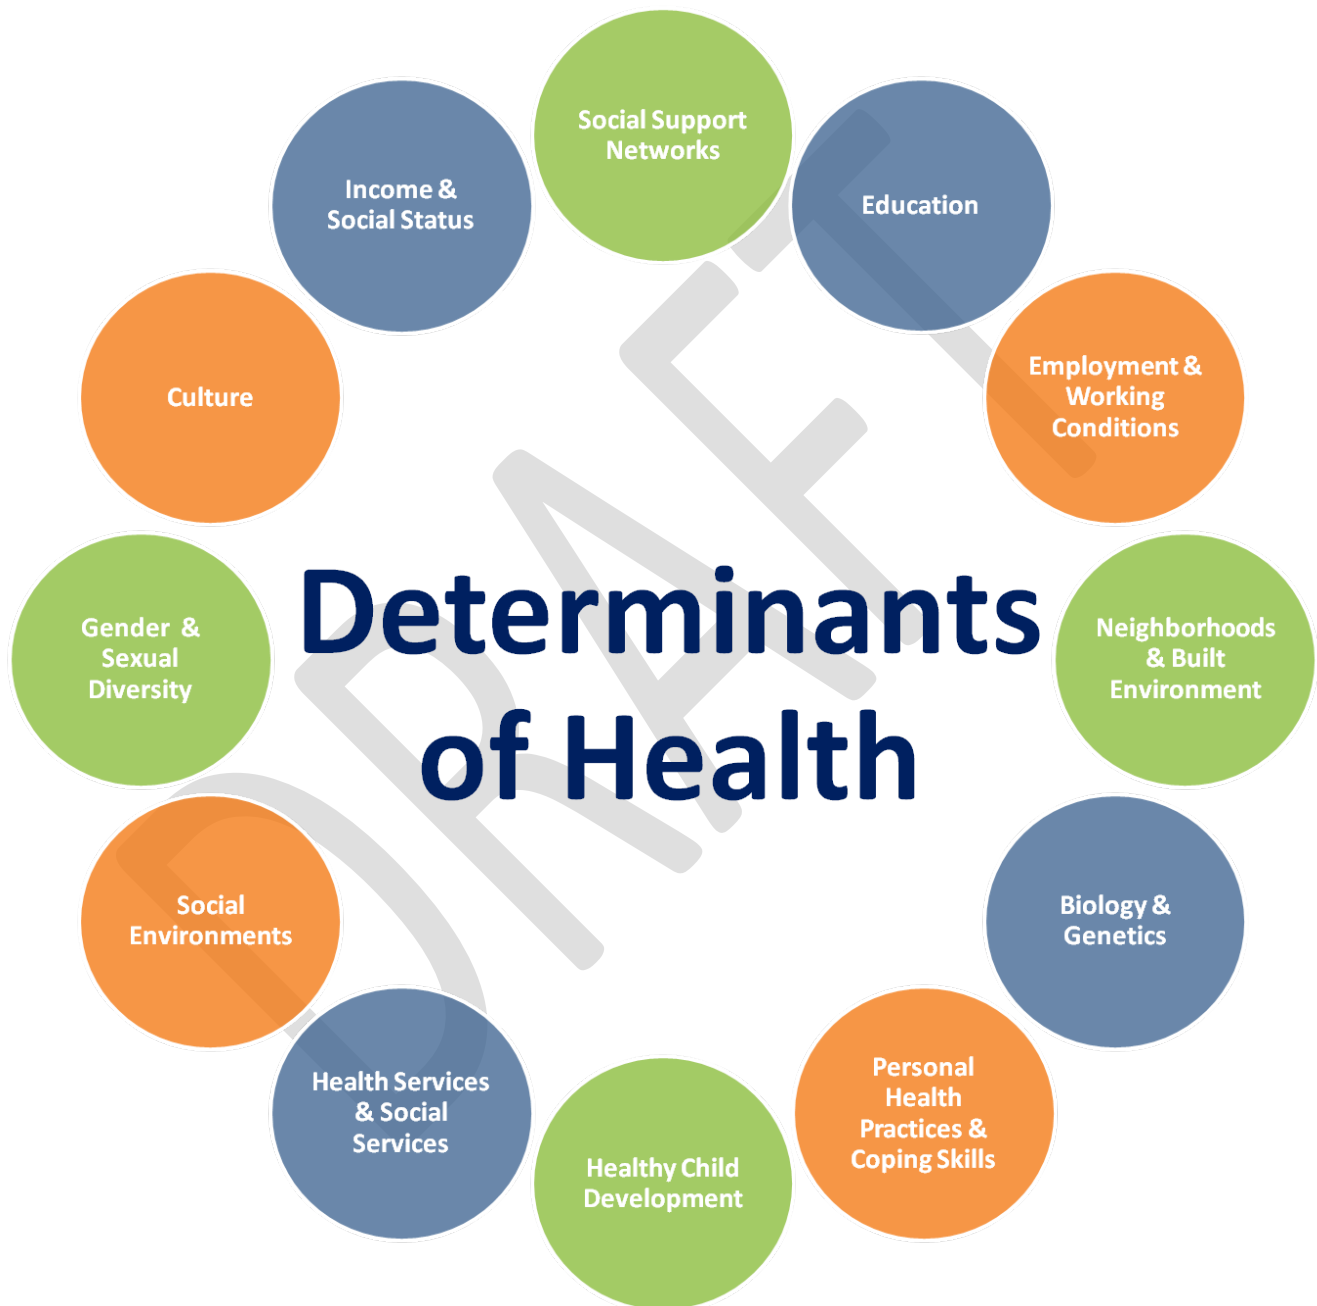 Social Support
Networks
Education
Employment &
Working
Conditions
Neighborhoods
& Built
Environment
Biology &
Genetics
Personal
Health
Practices &
Coping Skills
Healthy Child
Development
Health Services
& Social
Services
Social
Environments
Gender &
Sexual
Diversity
Culture
Income &
Social Status
Determinants
of Health
DRAFT